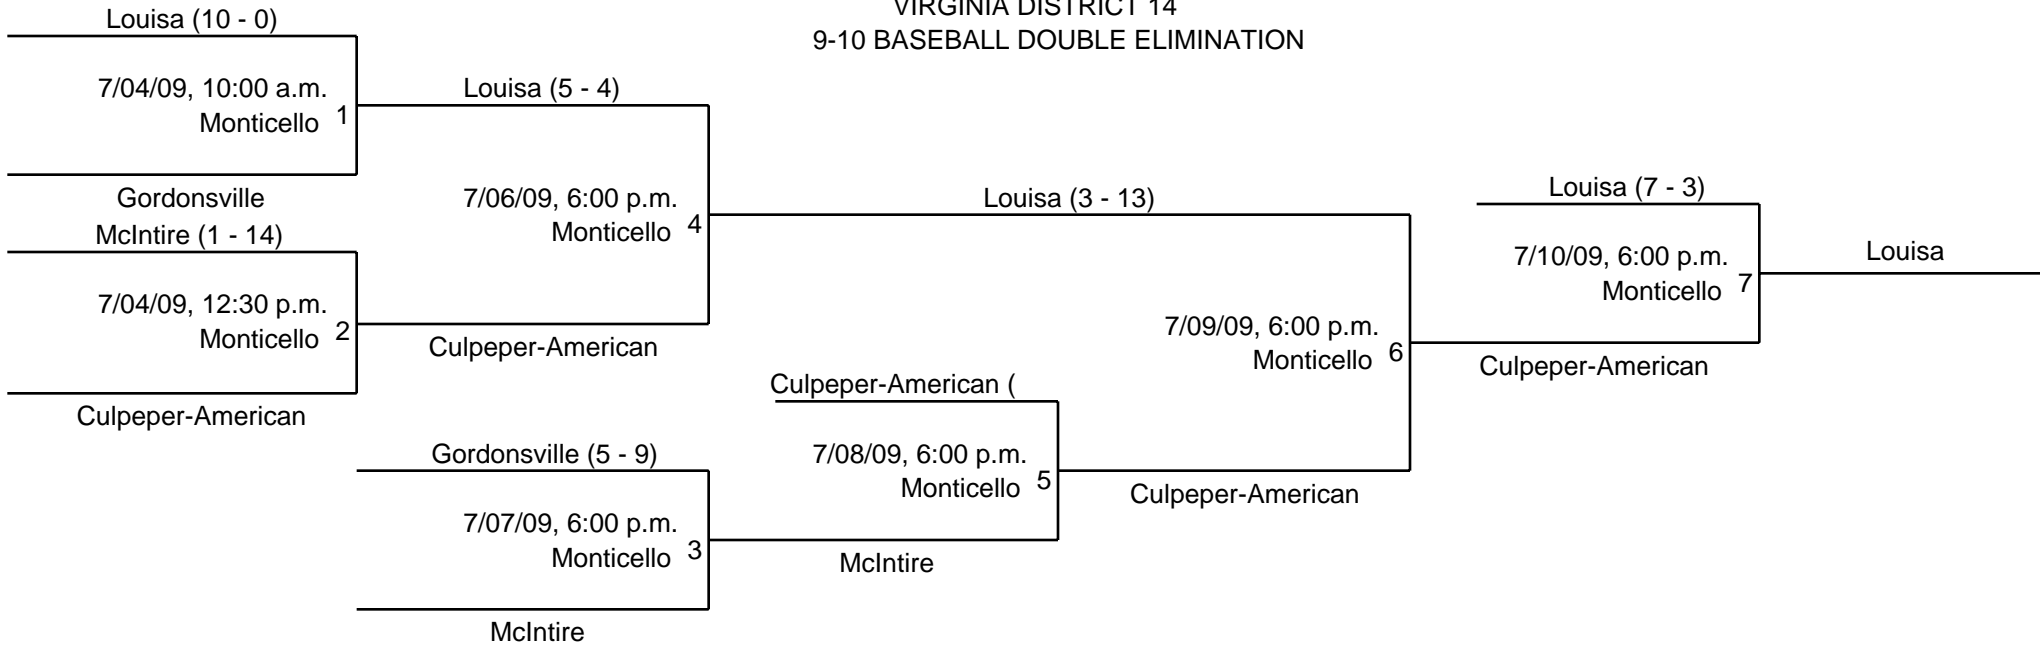 VIRGINIA DISTRICT 14
9-10 BASEBALL DOUBLE ELIMINATION
Louisa (10 - 0)
7/04/09, 10:00 a.m.
Monticello 1
Gordonsville
McIntire (1 - 14)
7/04/09, 12:30 p.m.
Monticello 2
Culpeper-American
Louisa (5 - 4)
7/06/09, 6:00 p.m.
Monticello 4
Culpeper-American
Gordonsville (5 - 9)
7/07/09, 6:00 p.m.
Monticello 3
McIntire
Louisa (3 - 13)
Culpeper-American (
7/08/09, 6:00 p.m.
Monticello 5
McIntire
7/09/09, 6:00 p.m.
Monticello 6
Culpeper-American
Louisa (7 - 3)
7/10/09, 6:00 p.m.
Monticello 7
Culpeper-American
Louisa